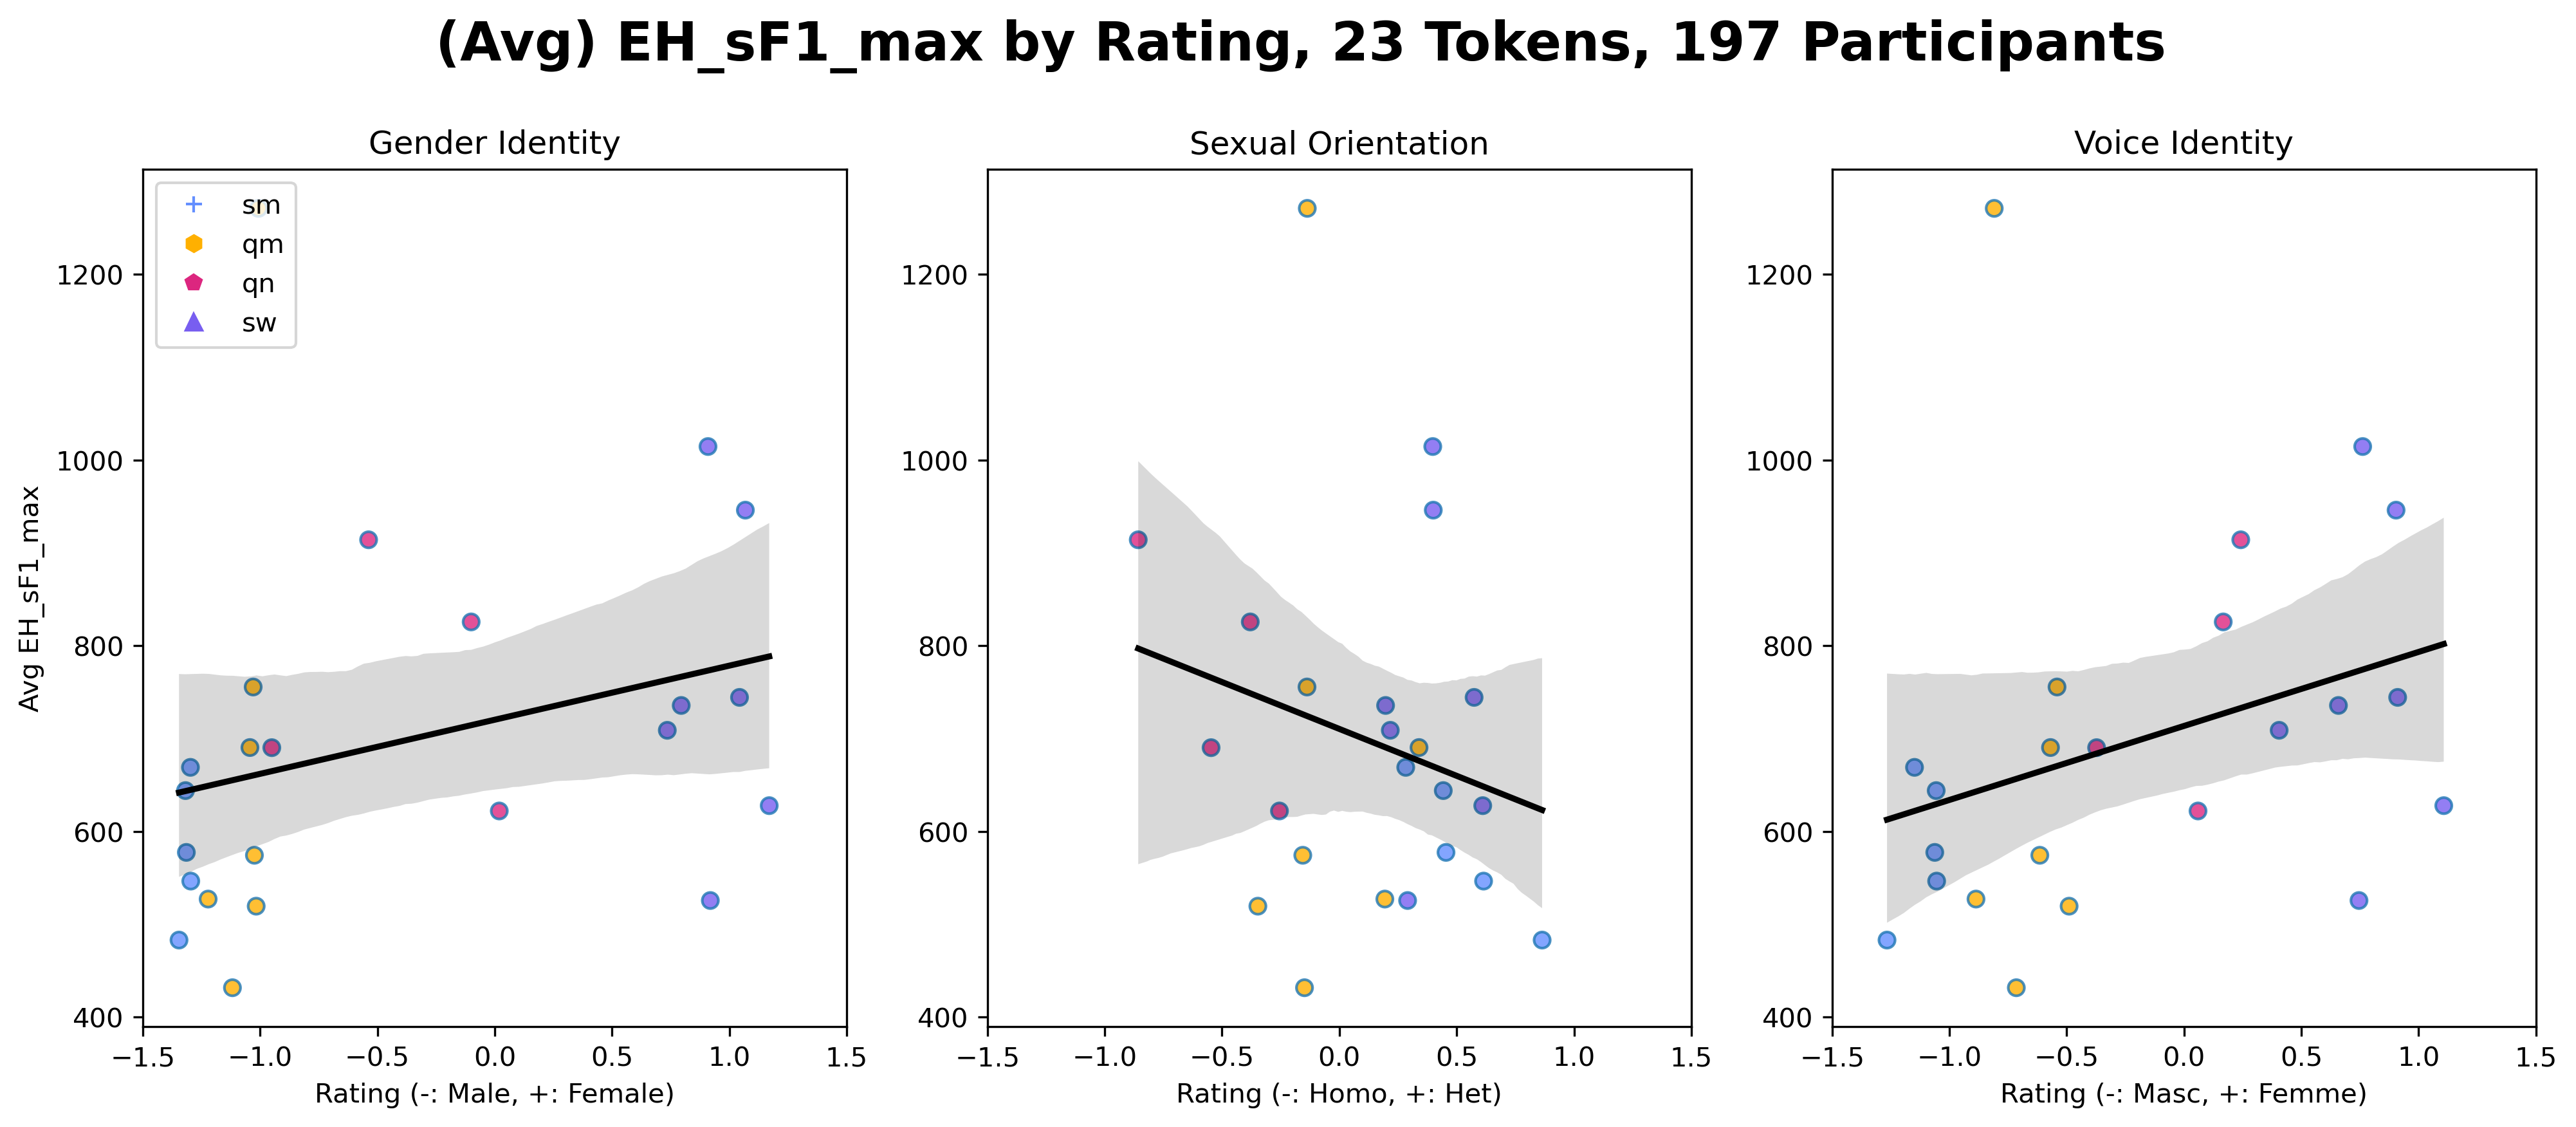 (Avg) EH_sF1_max by Rating, 23 Tokens, 197 Participants
Gender Identity
Sexual Orientation
Voice Identity
sm
qm
qn
sw
Avg EH_sF1_max
1200
1000
800
600
400
−1.5 −1.0 −0.5 0.0 0.5 1.0 1.5
Rating (-: Male, +: Female)
1200
1000
800
600
400
−1.5 −1.0 −0.5 0.0 0.5 1.0 1.5
Rating (-: Homo, +: Het)
1200
1000
800
600
400
−1.5 −1.0 −0.5 0.0 0.5 1.0 1.5
Rating (-: Masc, +: Femme)